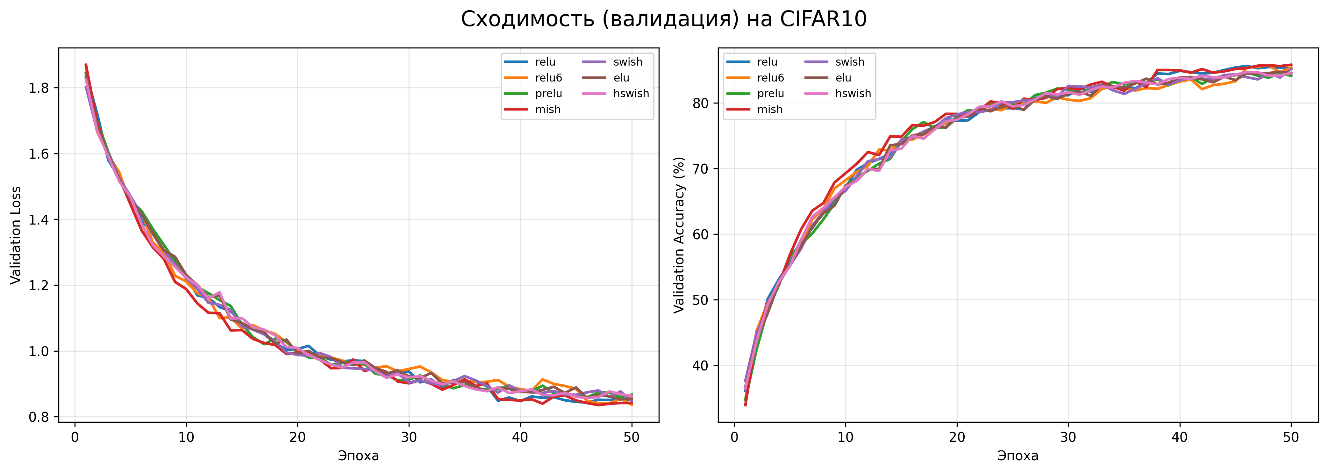 Сходимость (валидация) на CIFAR10
Validation Loss
1.8
1.6
1.4
1.2
1.0
0.8
0 10 20 30 40 50
Эпоха
relu swish
relu6 elu
prelu hswish
mish
Validation Accuracy (%)
80
70
60
50
40
0 10 20 30 40 50
Эпоха
relu swish
relu6 elu
prelu hswish
mish